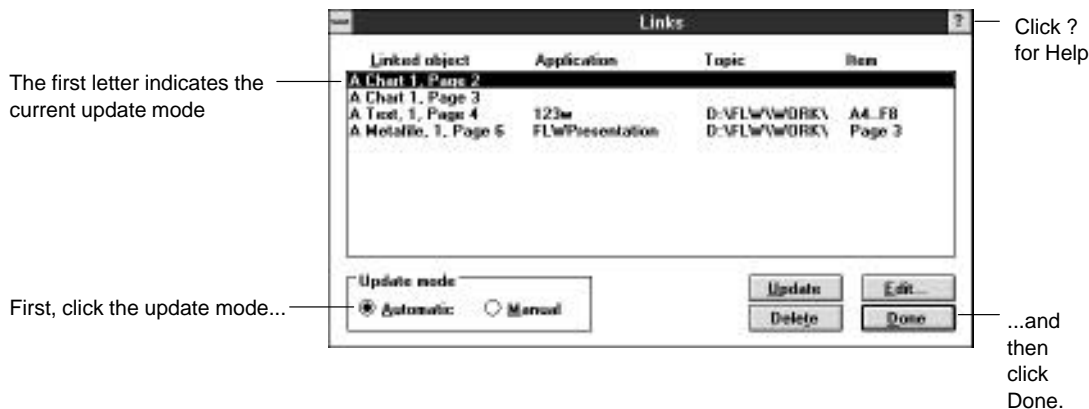 Links
?
Click ?
for Help
Linked object Application Topic Item
The first letter indicates the
current update mode
A Chart 1, Page 2
A Chart 1, Page 3
A Text, 1, Page 4 123w D:\FLW\WORK\ A4..F8
A Metafile, 1, Page 6 FLWPresentation D:\FLW\WORK\ Page 3
Update mode
First, click the update mode...
Automatic Manual
Update Edit...
Delete Done
...and
then
click
Done.